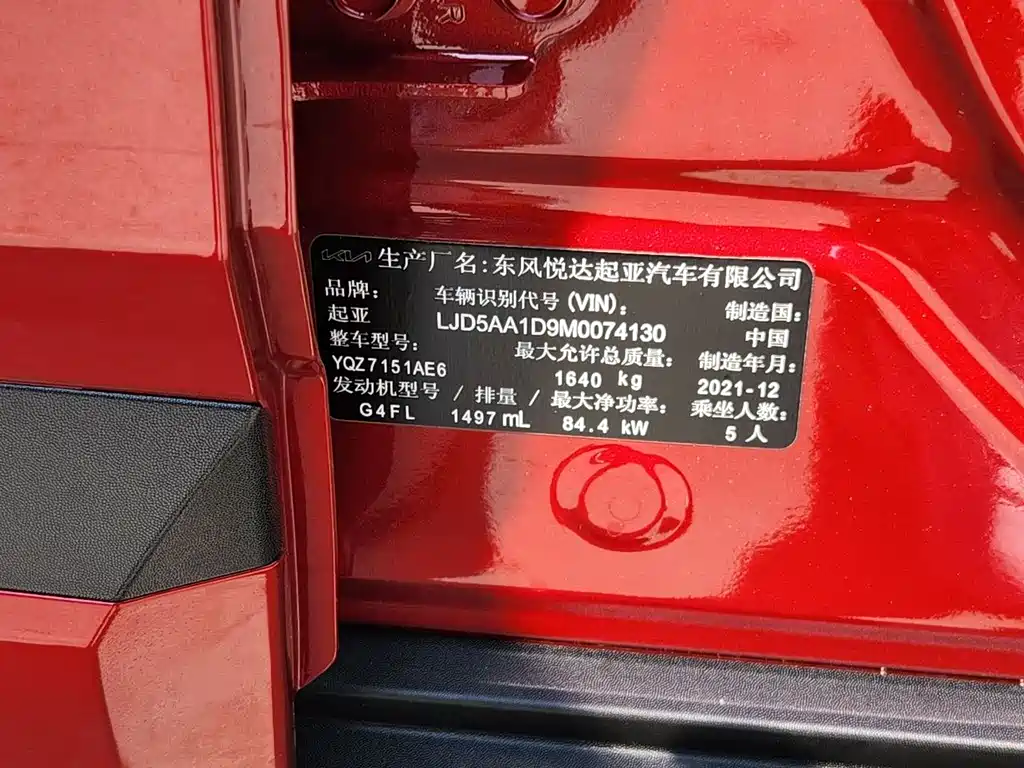 KIA 生产厂名:东风悦达起亚汽车有限公司
品牌: 车辆识别代号(VIN): 制造国:
起亚 LJD5AA1D9M0074130 中国
整车型号: 最大允许总质量: 制造年月:
YQZ7151AE6 1640 kg 2021-12
发动机型号 / 排量 / 最大净功率: 乘坐人数:
G4FL 1497mL 84.4 kW 5人
R